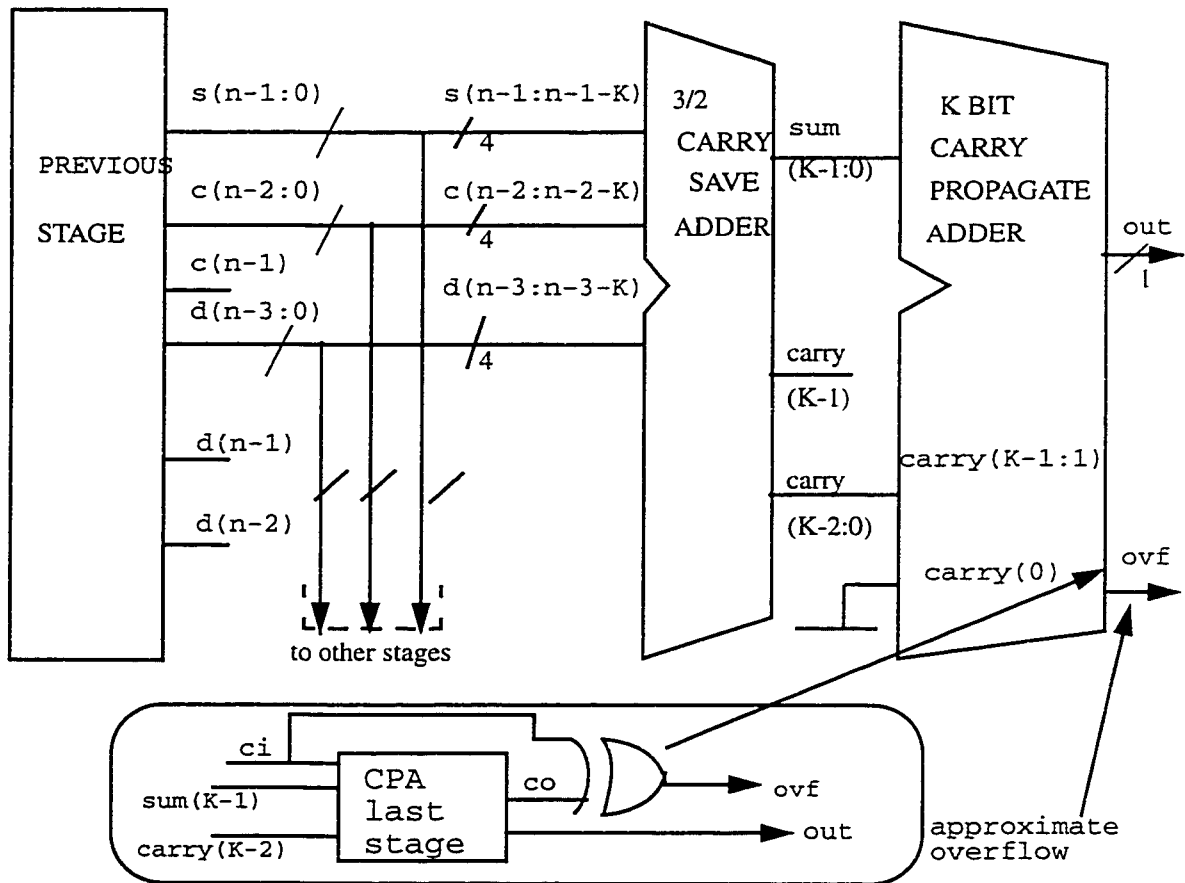 PREVIOUS
STAGE
s(n-1:0)
c(n-2:0)
c(n-1)
d(n-3:0)
d(n-1)
d(n-2)
s(n-1:n-1-K)
4
c(n-2:n-2-K)
4
d(n-3:n-3-K)
4
to other stages
3/2
CARRY
SAVE
ADDER
sum
(K-1:0)
carry
(K-1)
carry
(K-2:0)
K BIT
CARRY
PROPAGATE
ADDER
carry(K-1:1)
carry(0)
out
1
ovf
approximate
overflow
ci
sum(K-1)
carry(K-2)
CPA
last
stage
co
ovf
out